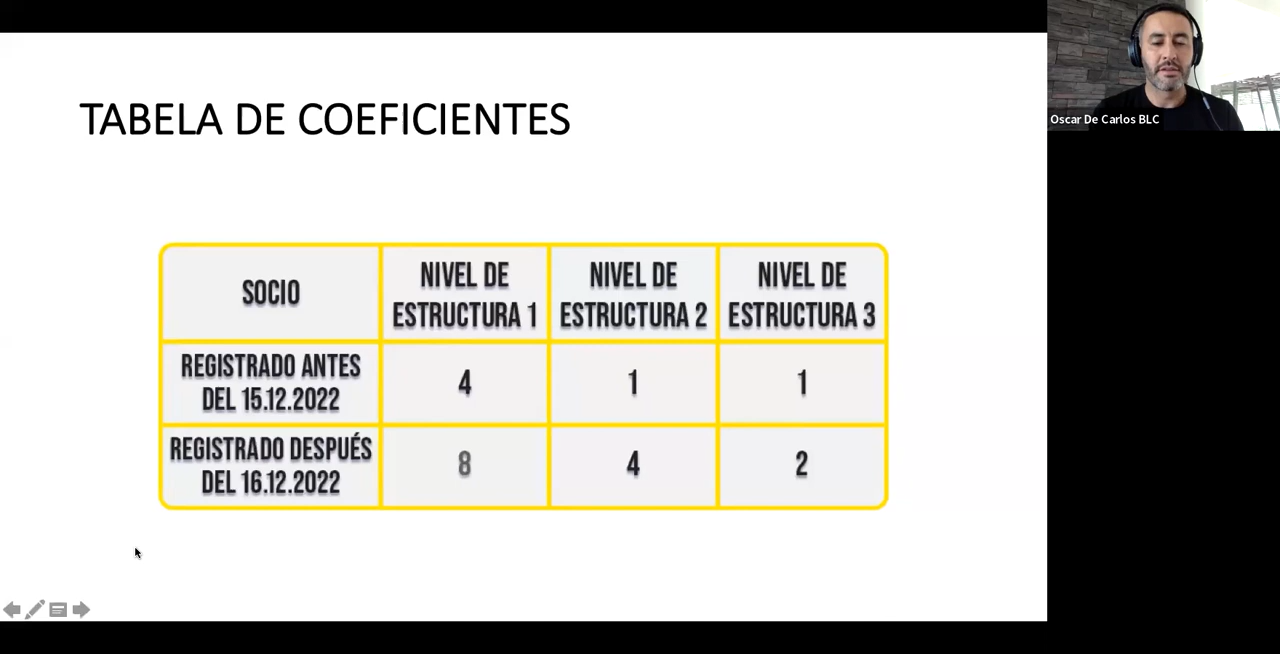 TABELA DE COEFICIENTES
SOCIO
NIVEL DE
ESTRUCTURA 1
NIVEL DE
ESTRUCTURA 2
NIVEL DE
ESTRUCTURA 3
REGISTRADO ANTES
DEL 15.12.2022
4
1
1
REGISTRADO DESPUÉS
DEL 16.12.2022
8
4
2
Oscar De Carlos BLC